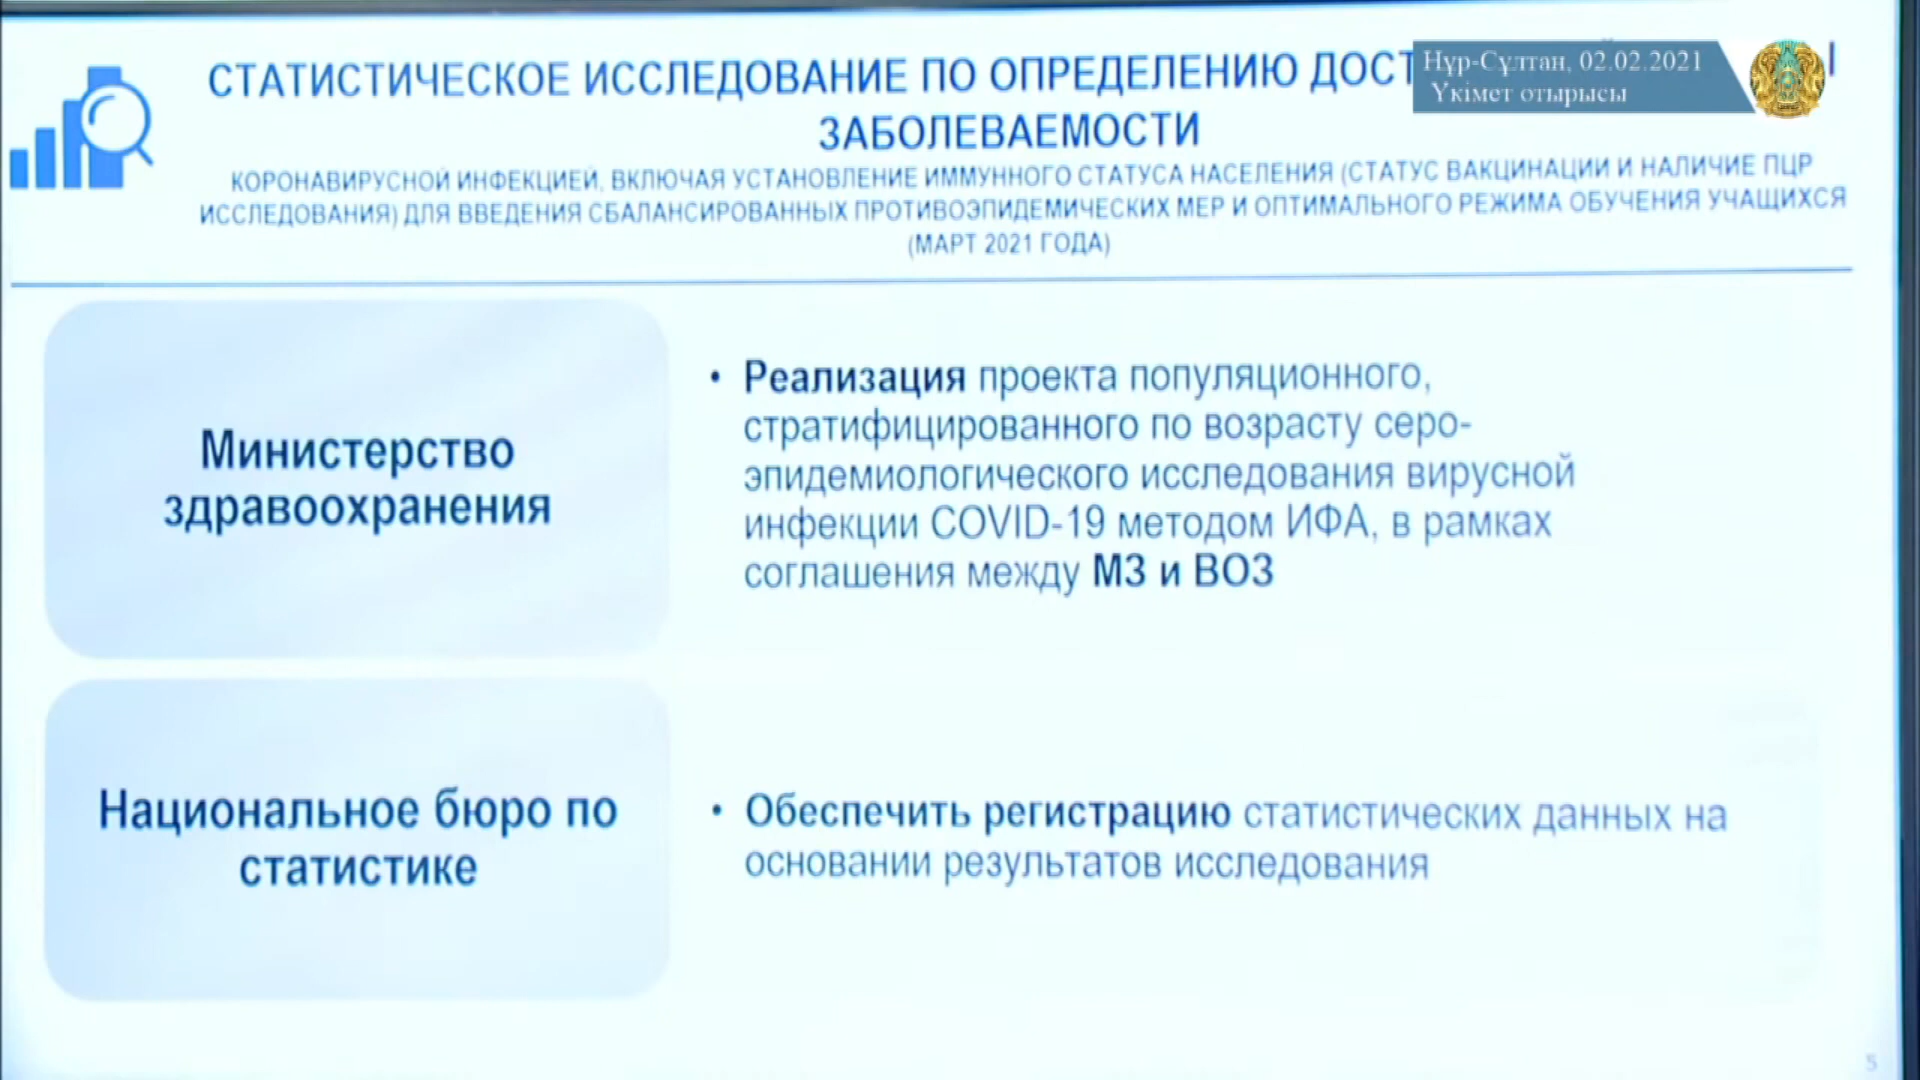 СТАТИСТИЧЕСКОЕ ИССЛЕДОВАНИЕ ПО ОПРЕДЕЛЕНИЮ
ЗАБОЛЕВАЕМОСТИ
КОРОНАВИРУСНОЙ ИНФЕКЦИЕЙ, ВКЛЮЧАЯ УСТАНОВЛЕНИЕ ИММУННОГО СТАТУСА НАСЕЛЕНИЯ (СТАТУС ВАКЦИНАЦИИ И НАЛИЧИЕ ПЦР
ИССЛЕДОВАНИЯ) ДЛЯ ВВЕДЕНИЯ СБАЛАНСИРОВАННЫХ ПРОТИВОЭПИДЕМИЧЕСКИХ МЕР И ОПТИМАЛЬНОГО РЕЖИМА ОБУЧЕНИЯ УЧАЩИХСЯ
(МАРТ 2021 ГОДА)
Нұр-Сұлтан, 02.02.2021
Үкімет отырысы
Министерство
здравоохранения
• Реализация проекта популяционного,
стратифицированного по возрасту серо-
эпидемиологического исследования вирусной
инфекции COVID-19 методом ИФА, в рамках
соглашения между МЗ и ВОЗ
Национальное бюро по
статистике
• Обеспечить регистрацию статистических данных на
основании результатов исследования
5